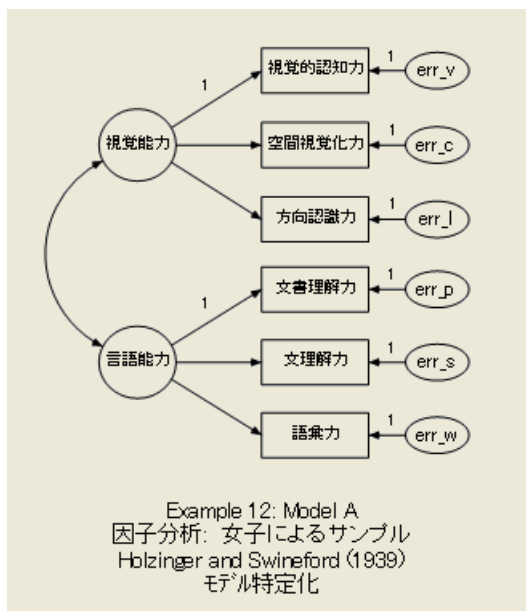 視覚的認知力
1
err_v
1
視覚能力
空間視覚化力
1
err_c
方向認識力
1
err_l
文書理解力
1
err_p
1
言語能力
文理解力
1
err_s
語彙力
1
err_w
Example 12: Model A
因子分析: 女子によるサンプル
Holzinger and Swineford (1939)
モデル特定化